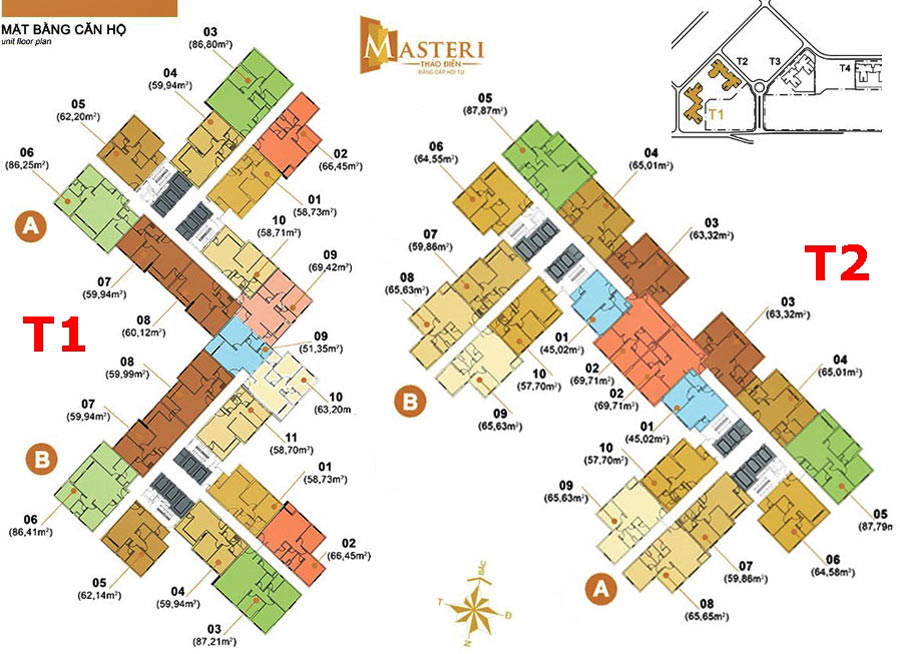 MẶT BẰNG CĂN HỘ
unit floor plan
MASTERI
THẢO ĐIỀN
ĐẲNG CẤP HỘI TỤ
T2
T3
T4
T1
03
(86,80m²)
04
(59,94m²)
05
(62,20m²)
06
(86,25m²)
02
(66,45m²)
01
(58,73m²)
10
(58,71m²)
A
09
(69,42m²)
07
(59,94m²)
08
(60,12m²)
T1
09
(51,35m²)
08
(59,99m²)
10
(63,20m
07
(59,94m²)
11
(58,70m²)
B
01
(58,73m²)
06
(86,41m²)
02
(66,45m²)
05
(62,14m²)
04
(59,94m²)
03
(87,21m²)
05
(87,87m²)
06
(64,55m²)
04
(65,01m²)
03
(63,32m²)
T2
07
(59,86m²)
08
(65,63m²)
03
(63,32m²)
01
(45,02m²)
02
(69,71m²)
10
(57,70m²)
04
(65,01m²)
B
02
(69,71m²)
09
(65,63m²)
01
(45,02m²)
10
(57,70m²)
09
(65,63m²)
05
(87,79m
06
(64,58m²)
07
(59,86m²)
A
08
(65,65m²)
BẮC
T
Đ
N